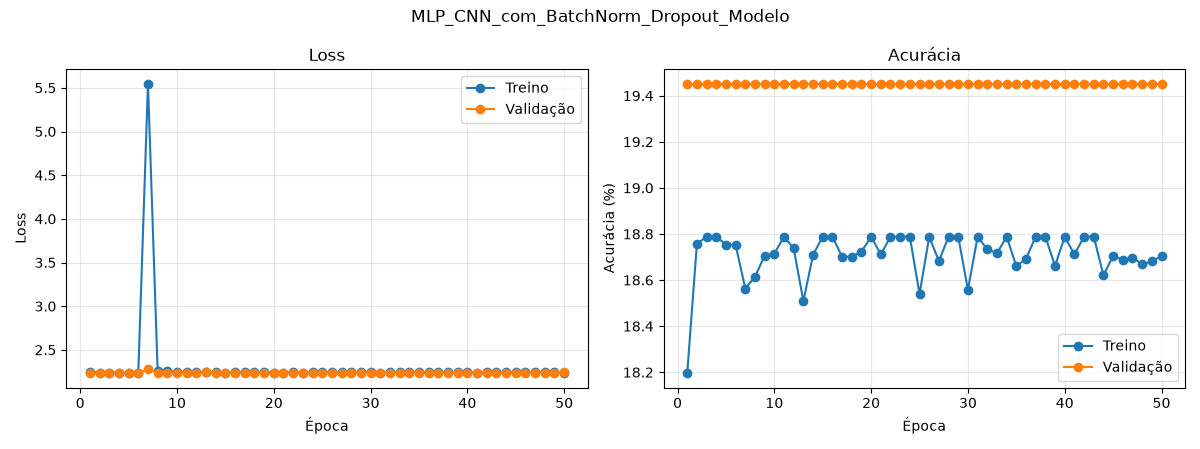 MLP_CNN_com_BatchNorm_Dropout_Modelo
Loss
5.5
5.0
4.5
4.0
3.5
3.0
2.5
Loss
0 10 20 30 40 50
Época
Treino
Validação
Acurácia
19.4
19.2
19.0
18.8
18.6
18.4
18.2
Acurácia (%)
0 10 20 30 40 50
Época
Treino
Validação